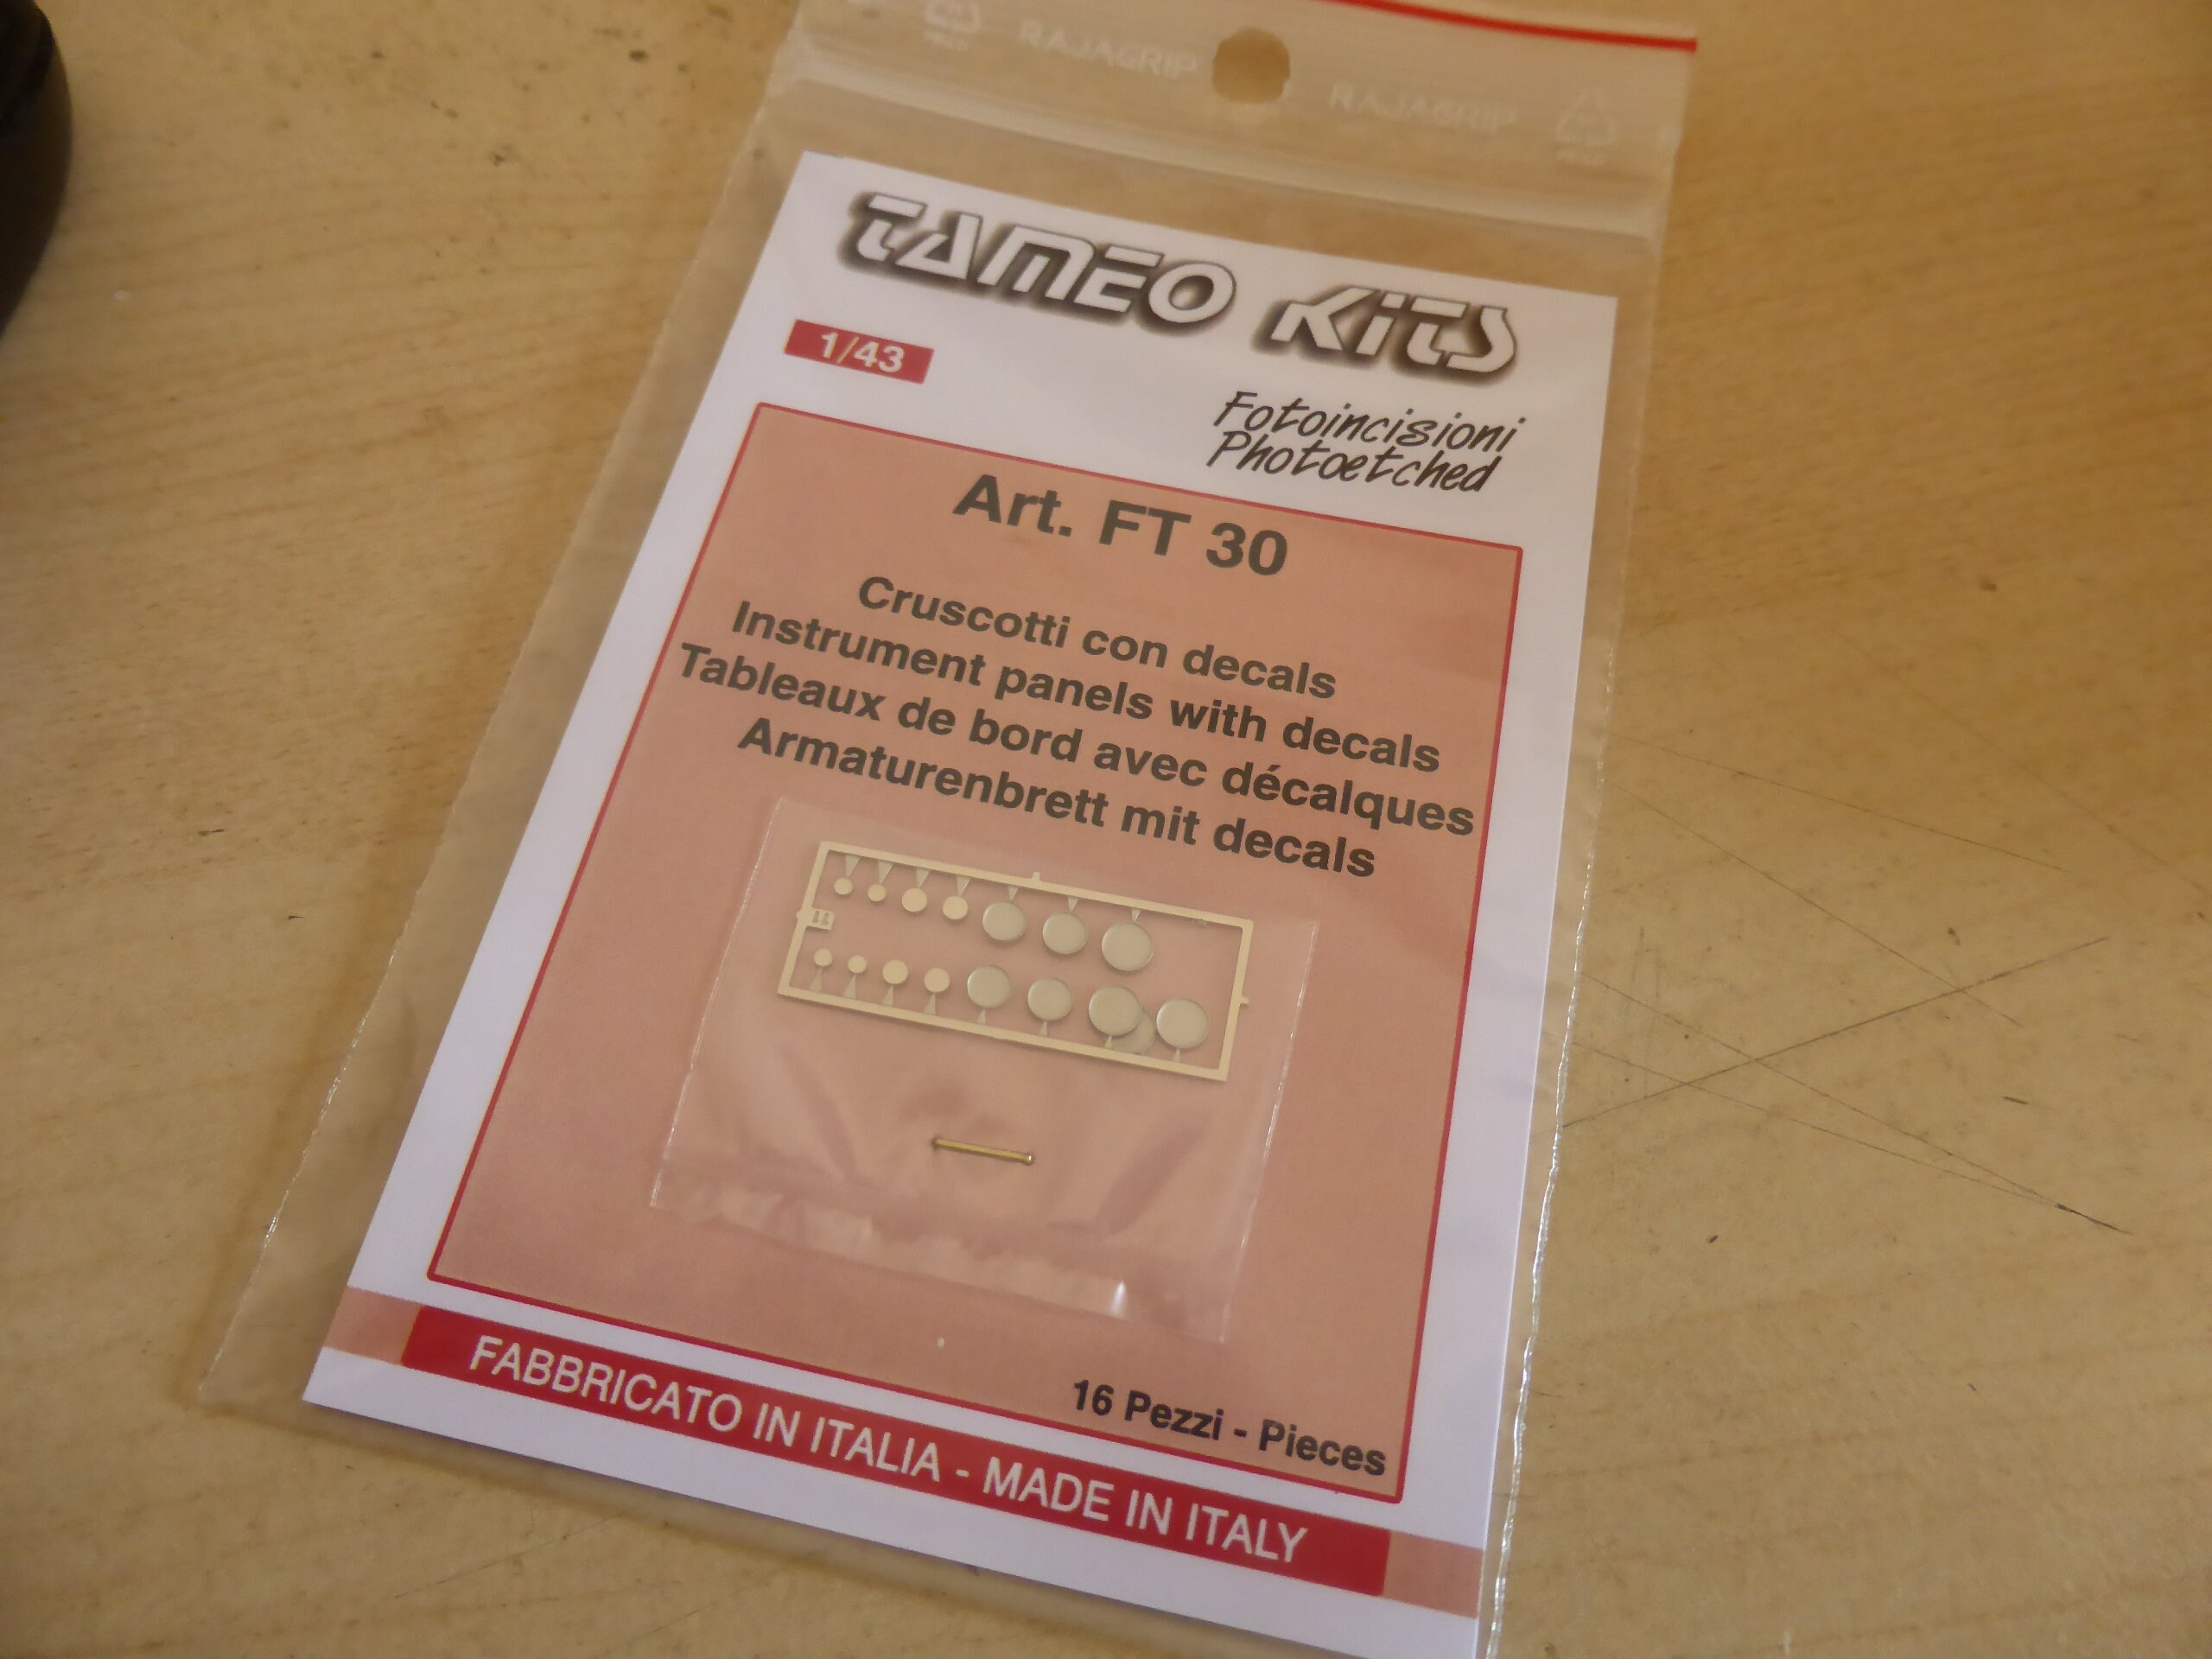 RAJAGRIP RAJAGRIP
TAMEO KITS
1/43
Fotoincisioni
Photoetched
Art. FT 30
Cruscotti con decals
Instrument panels with decals
Tableaux de bord avec décalques
Armaturenbrett mit decals
16 Pezzi - Pieces
FABBRICATO IN ITALIA - MADE IN ITALY